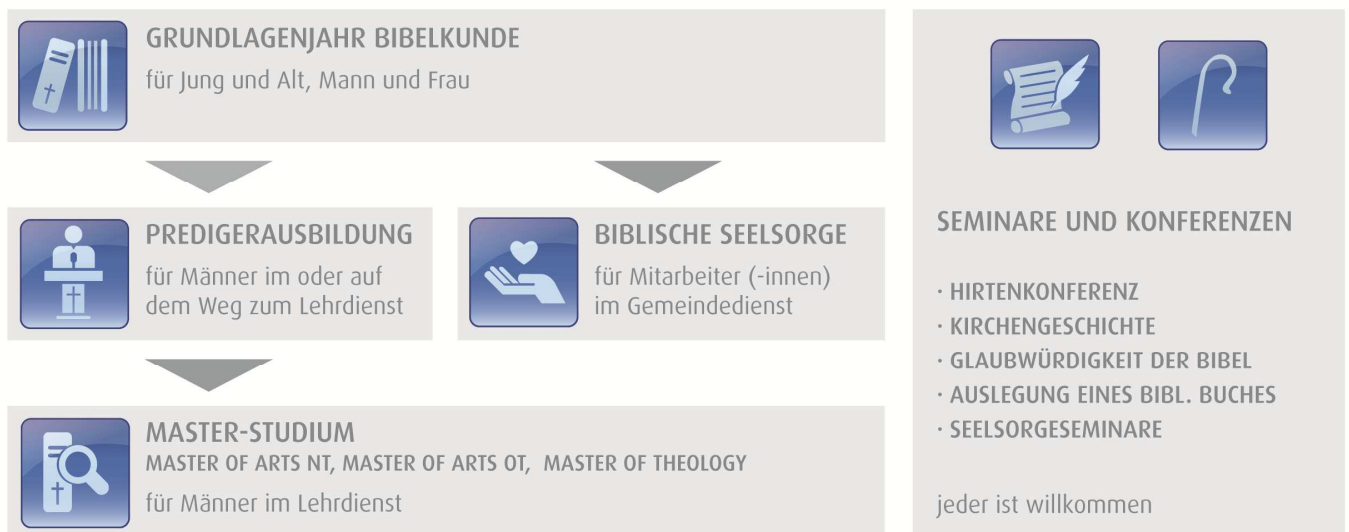 GRUNDLAGENJAHR BIBELKUNDE
für Jung und Alt, Mann und Frau
PREDIGERAUSBILDUNG
für Männer im oder auf
dem Weg zum Lehrdienst
BIBLISCHE SEELSORGE
für Mitarbeiter (-innen)
im Gemeindedienst
MASTER-STUDIUM
MASTER OF ARTS NT, MASTER OF ARTS OT, MASTER OF THEOLOGY
für Männer im Lehrdienst
SEMINARE UND KONFERENZEN
· HIRTENKONFERENZ
· KIRCHENGESCHICHTE
· GLAUBWÜRDIGKEIT DER BIBEL
· AUSLEGUNG EINES BIBL. BUCHES
· SEELSORGESEMINARE
jeder ist willkommen